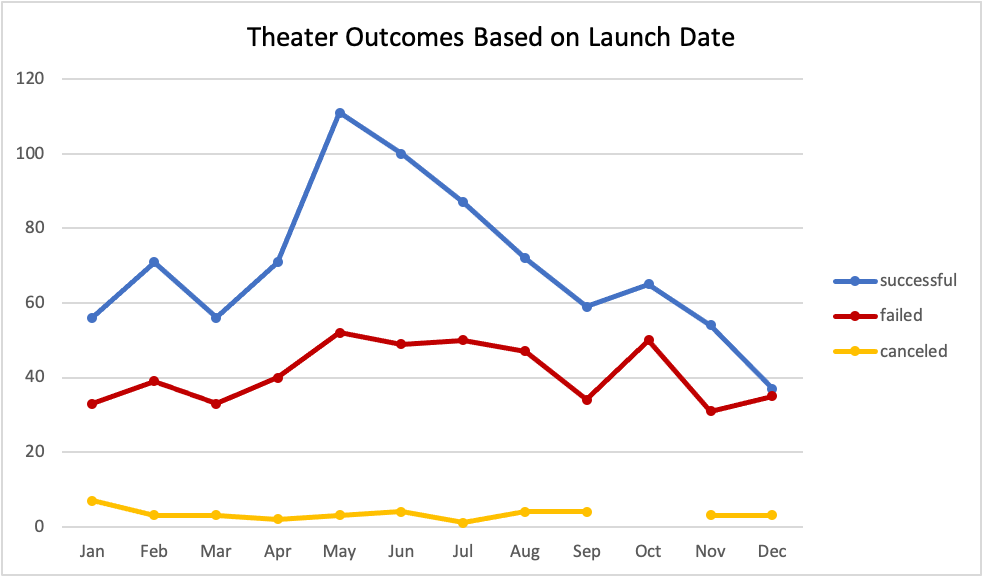 Theater Outcomes Based on Launch Date
120
100
80
60
40
20
0
Jan Feb Mar Apr May Jun Jul Aug Sep Oct Nov Dec
successful
failed
canceled